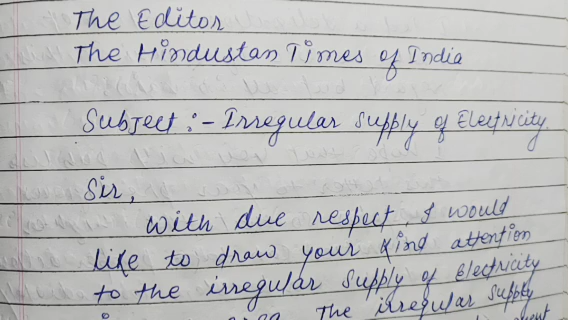 The Editor
The Hindustan Times of India
Subject :- Irregular Supply of Electricity.
Sir,
With due respect, I would
like to draw your kind attention
to the irregular supply of electricity
The irregular supply